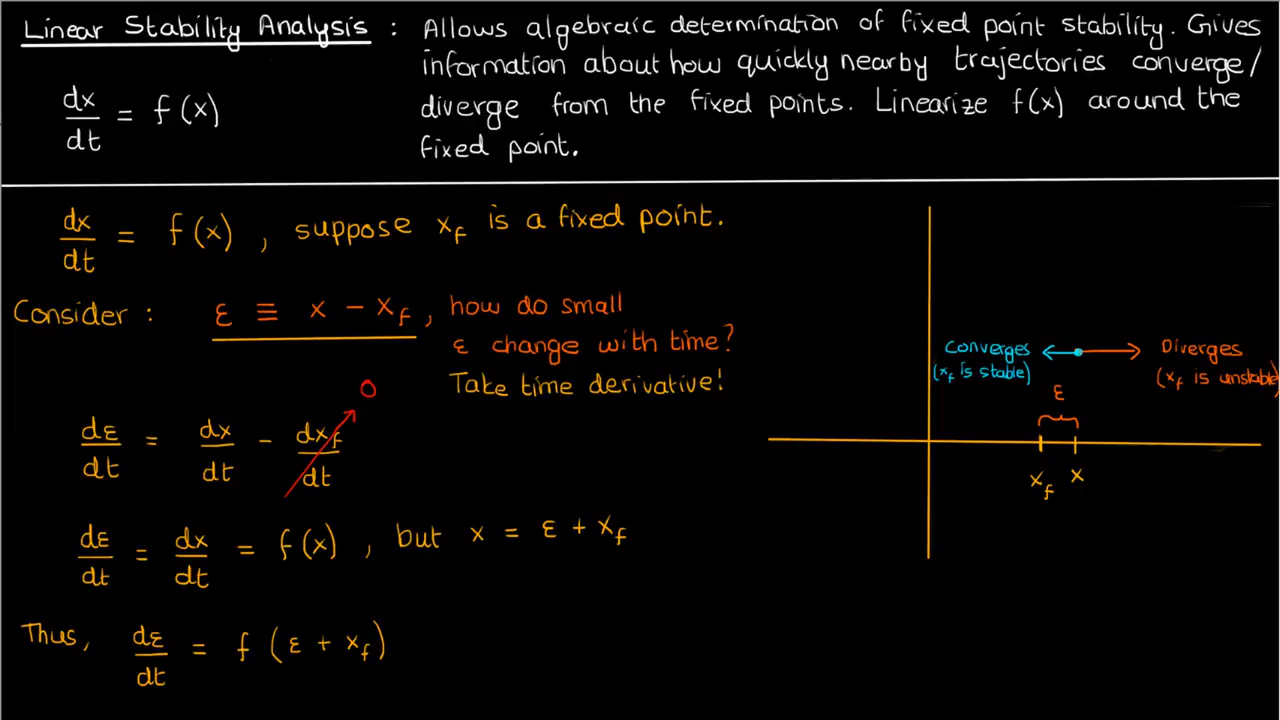 Linear Stability Analysis : Allows algebraic determination of fixed point stability. Gives
information about how quickly nearby trajectories converge/
diverge from the fixed points. Linearize f(x) around the
fixed point.
dx/dt = f(x)
dx/dt = f(x), suppose x_f is a fixed point.
Consider : ε ≡ x − x_f, how do small
ε change with time?
Take time derivative!
dε/dt = dx/dt − dx_f/dt 0
dε/dt = dx/dt = f(x), but x = ε + x_f
Thus, dε/dt = f(ε + x_f)
Converges
(x_f is stable)
Diverges
(x_f is unstable)
ε
x_f x